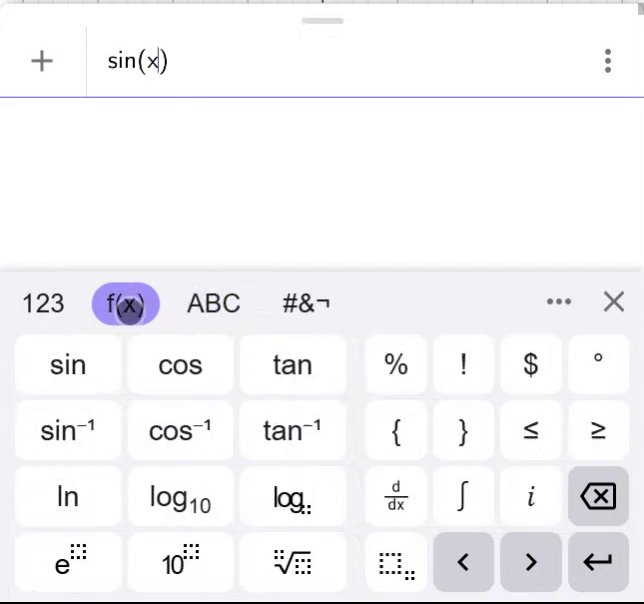 + sin(x)
123 f(x) ABC #&¬ ... ×
sin cos tan % ! $ °
sin⁻¹ cos⁻¹ tan⁻¹ { } ≤ ≥
ln log₁₀ log d/dx ∫ i
e 10 √ < >